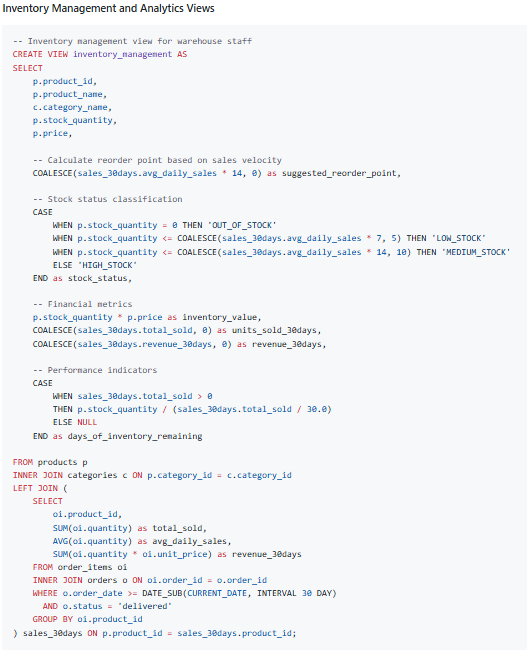 Inventory Management and Analytics Views
-- Inventory management view for warehouse staff
CREATE VIEW inventory_management AS
SELECT
    p.product_id,
    p.product_name,
    c.category_name,
    p.stock_quantity,
    p.price,

    -- Calculate reorder point based on sales velocity
    COALESCE(sales_30days.avg_daily_sales * 14, 0) as suggested_reorder_point,

    -- Stock status classification
    CASE
        WHEN p.stock_quantity = 0 THEN 'OUT_OF_STOCK'
        WHEN p.stock_quantity <= COALESCE(sales_30days.avg_daily_sales * 7, 5) THEN 'LOW_STOCK'
        WHEN p.stock_quantity <= COALESCE(sales_30days.avg_daily_sales * 14, 10) THEN 'MEDIUM_STOCK'
        ELSE 'HIGH_STOCK'
    END as stock_status,

    -- Financial metrics
    p.stock_quantity * p.price as inventory_value,
    COALESCE(sales_30days.total_sold, 0) as units_sold_30days,
    COALESCE(sales_30days.revenue_30days, 0) as revenue_30days,

    -- Performance indicators
    CASE
        WHEN sales_30days.total_sold > 0
        THEN p.stock_quantity / (sales_30days.total_sold / 30.0)
        ELSE NULL
    END as days_of_inventory_remaining

FROM products p
INNER JOIN categories c ON p.category_id = c.category_id
LEFT JOIN (
    SELECT
        oi.product_id,
        SUM(oi.quantity) as total_sold,
        AVG(oi.quantity) as avg_daily_sales,
        SUM(oi.quantity * oi.unit_price) as revenue_30days
    FROM order_items oi
    INNER JOIN orders o ON oi.order_id = o.order_id
    WHERE o.order_date >= DATE_SUB(CURRENT_DATE, INTERVAL 30 DAY)
      AND o.status = 'delivered'
    GROUP BY oi.product_id
) sales_30days ON p.product_id = sales_30days.product_id;